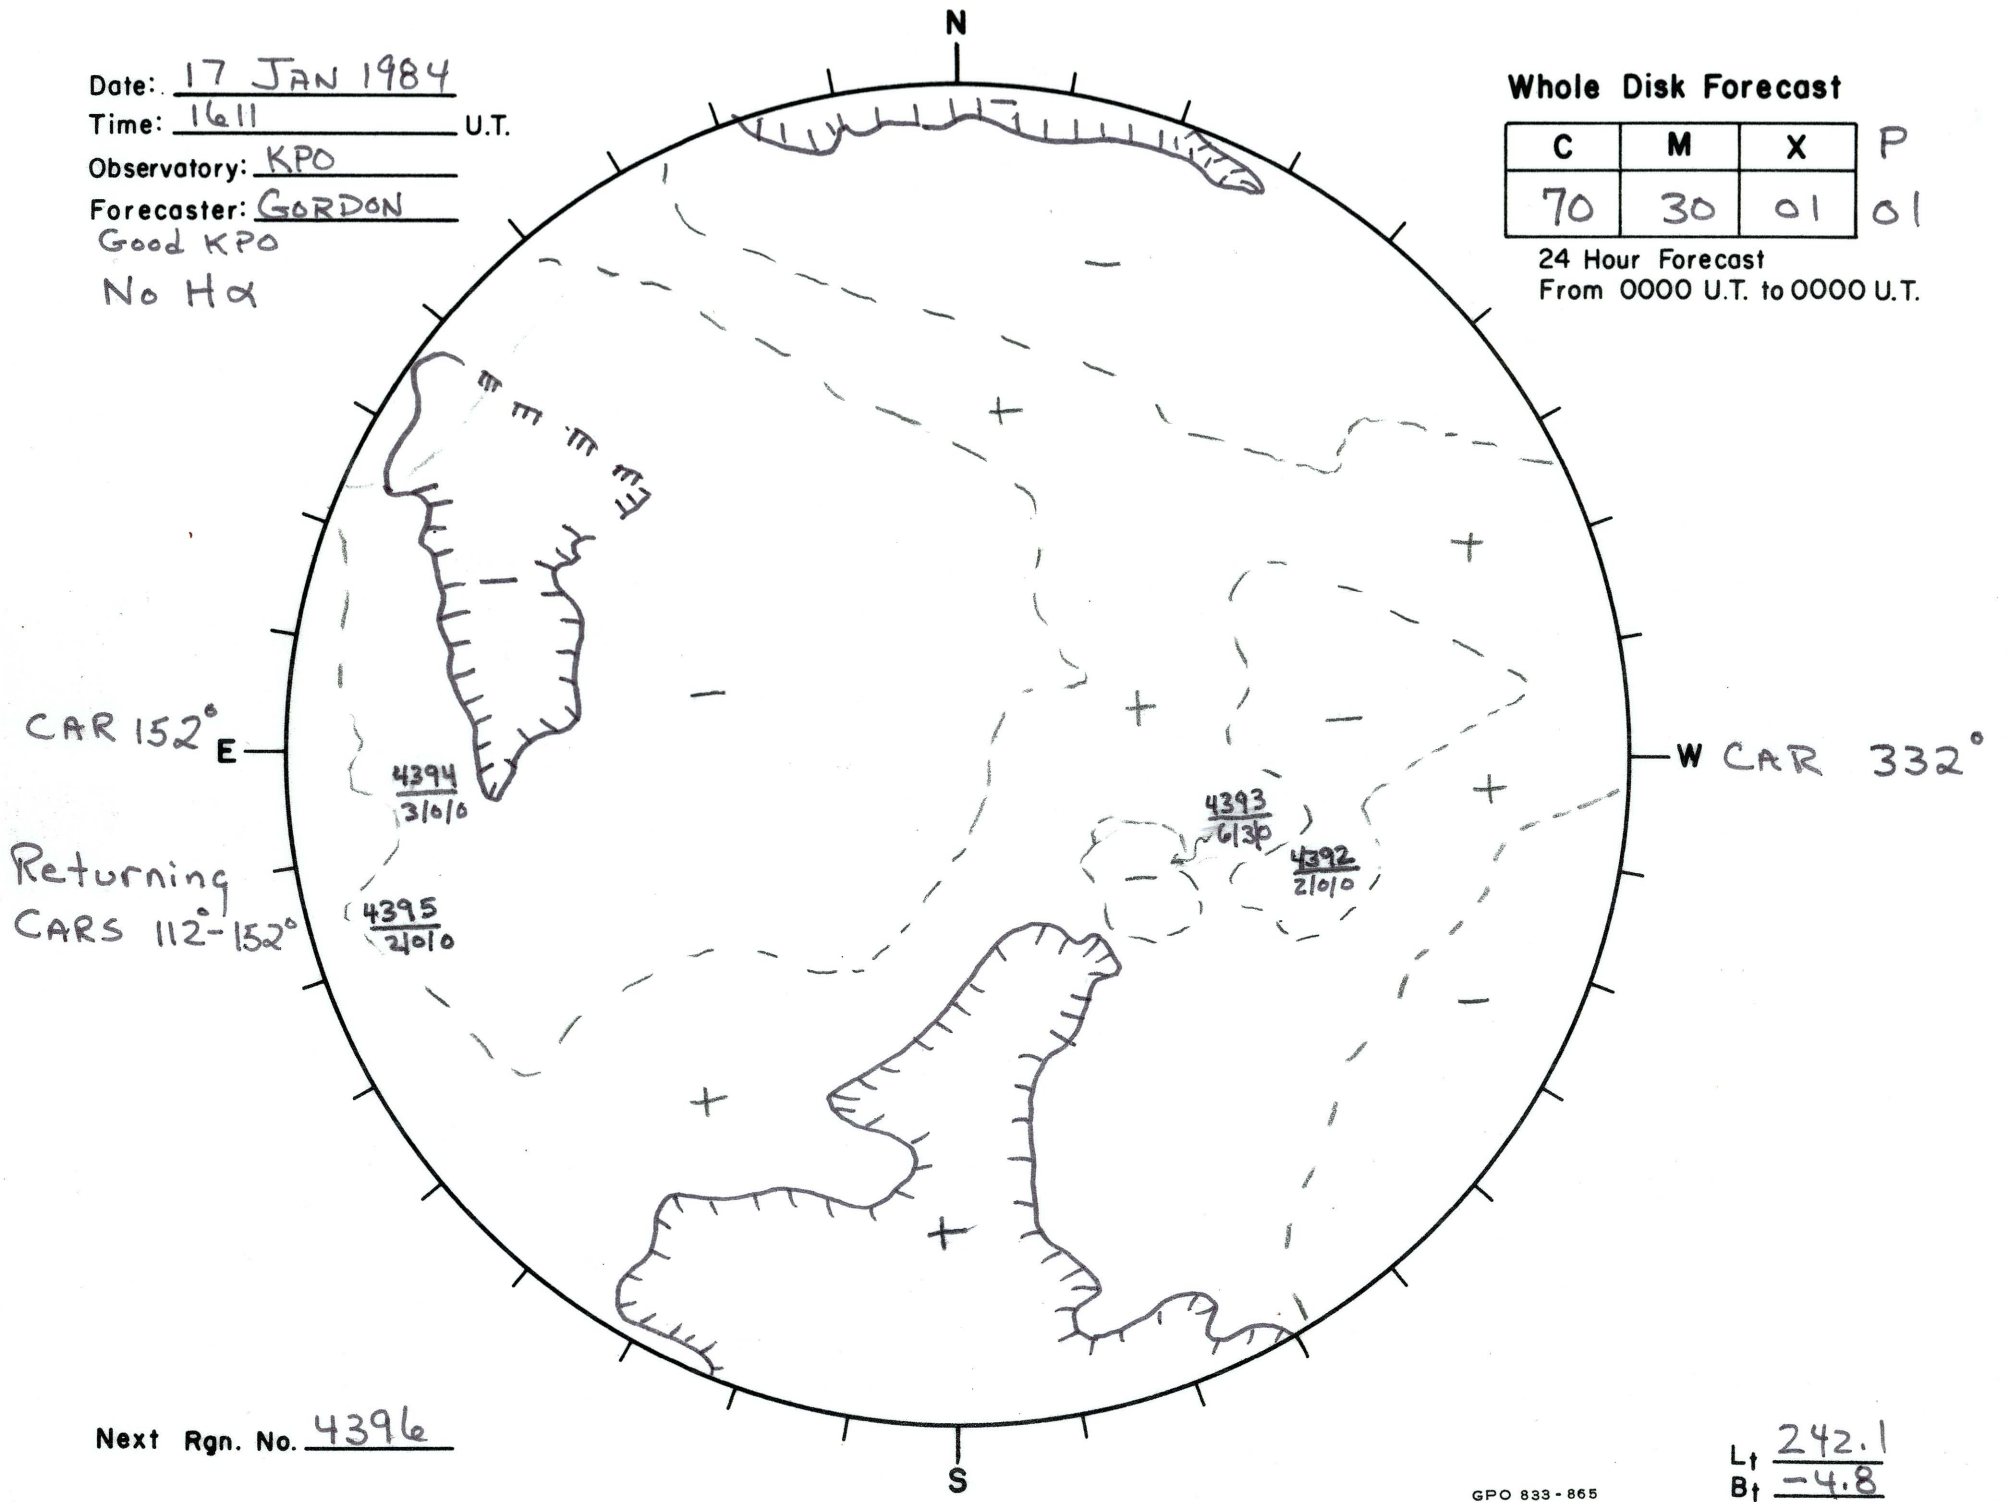 N
Date: 17 JAN 1984
Time: 1611 U.T.
Observatory: KPO
Forecaster: GORDON
Good KPO
No Hα
Whole Disk Forecast
C M X P
70 30 01 01
24 Hour Forecast
From 0000 U.T. to 0000 U.T.
CAR 152° E
W CAR 332°
4394
3/0/0
4393
6/3/0
4392
2/0/0
Returning
CARS 112°-152°
4395
2/0/0
Next Rgn. No. 4396
S
Lt 242.1
Bt -4.8
GPO 833-865